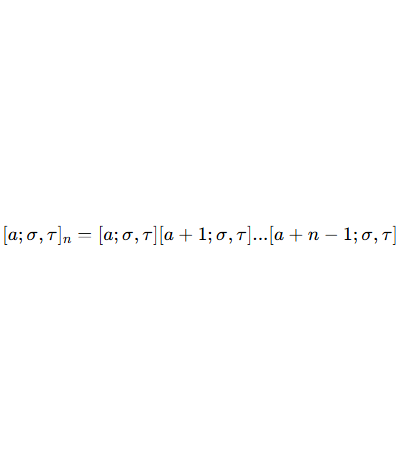 [a; σ, τ]ₙ = [a; σ, τ][a + 1; σ, τ]...[a + n − 1; σ, τ]